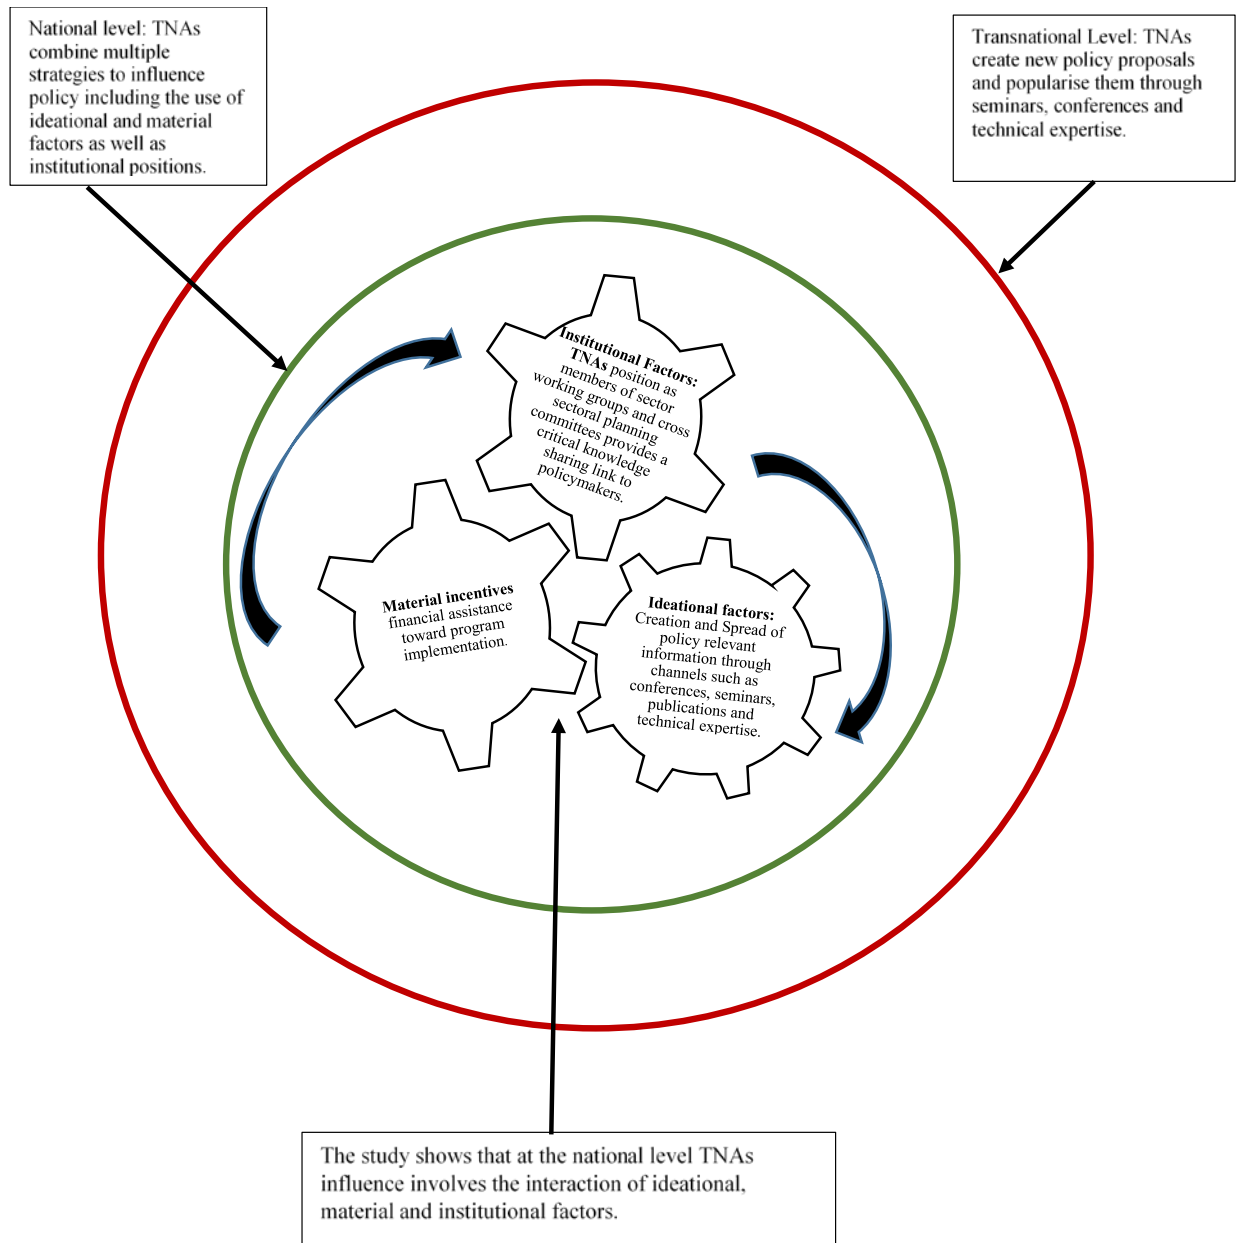 National level: TNAs
combine multiple
strategies to influence
policy including the use of
ideational and material
factors as well as
institutional positions.
Transnational Level: TNAs
create new policy proposals
and popularise them through
seminars, conferences and
technical expertise.
Institutional Factors:
TNAs position as
members of sector
working groups and cross
sectoral planning
committees provides a
critical knowledge
sharing link to
policymakers.
Material incentives
financial assistance
toward program
implementation.
Ideational factors:
Creation and Spread of
policy relevant
information through
channels such as
conferences, seminars,
publications and
technical expertise.
The study shows that at the national level TNAs
influence involves the interaction of ideational,
material and institutional factors.